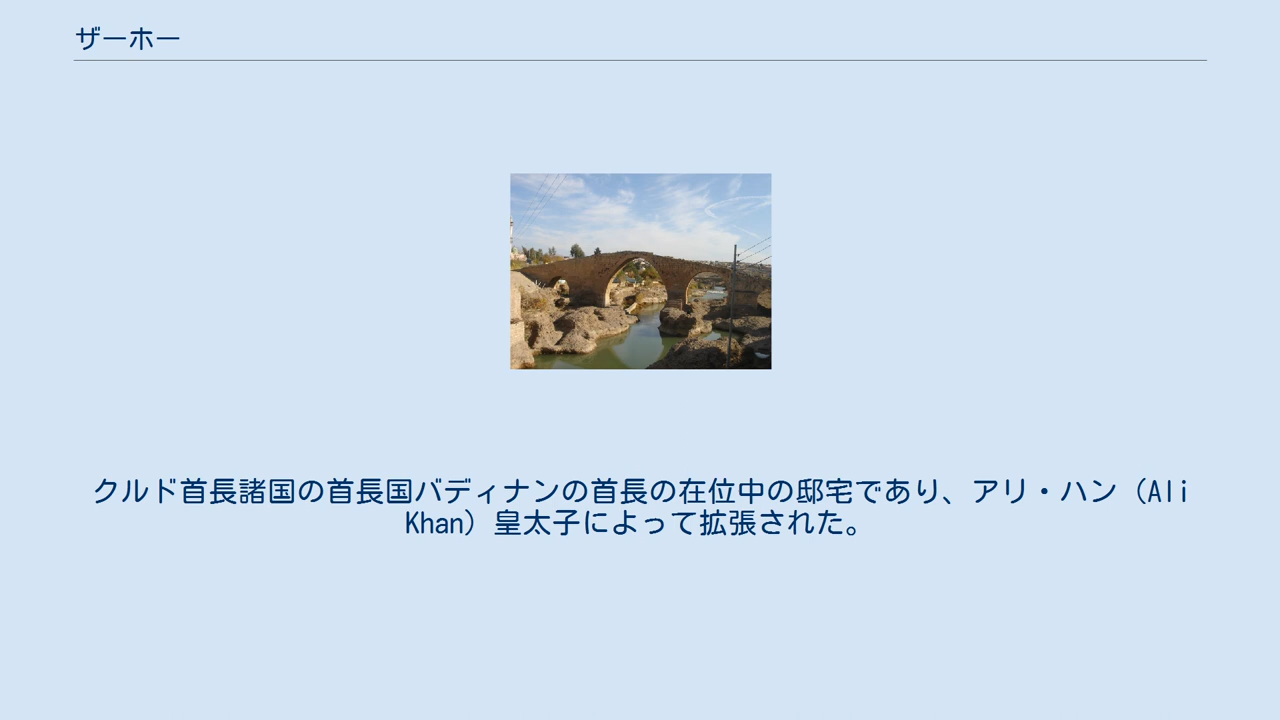 ザーホー
クルド首長諸国の首長国バディナンの首長の在位中の邸宅であり、アリ・ハン（Ali
Khan）皇太子によって拡張された。